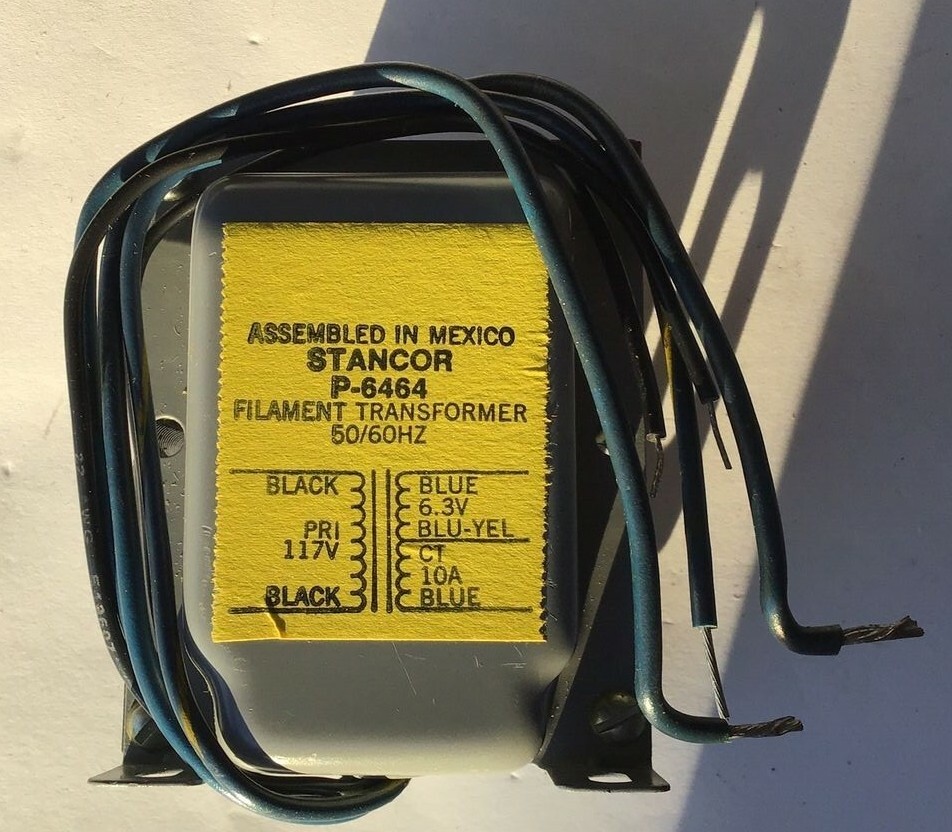 ASSEMBLED IN MEXICO
STANCOR
P-6464
FILAMENT TRANSFORMER
50/60HZ
BLACK
PRI
117V
BLACK
BLUE
6.3V
BLU-YEL
CT
10A
BLUE